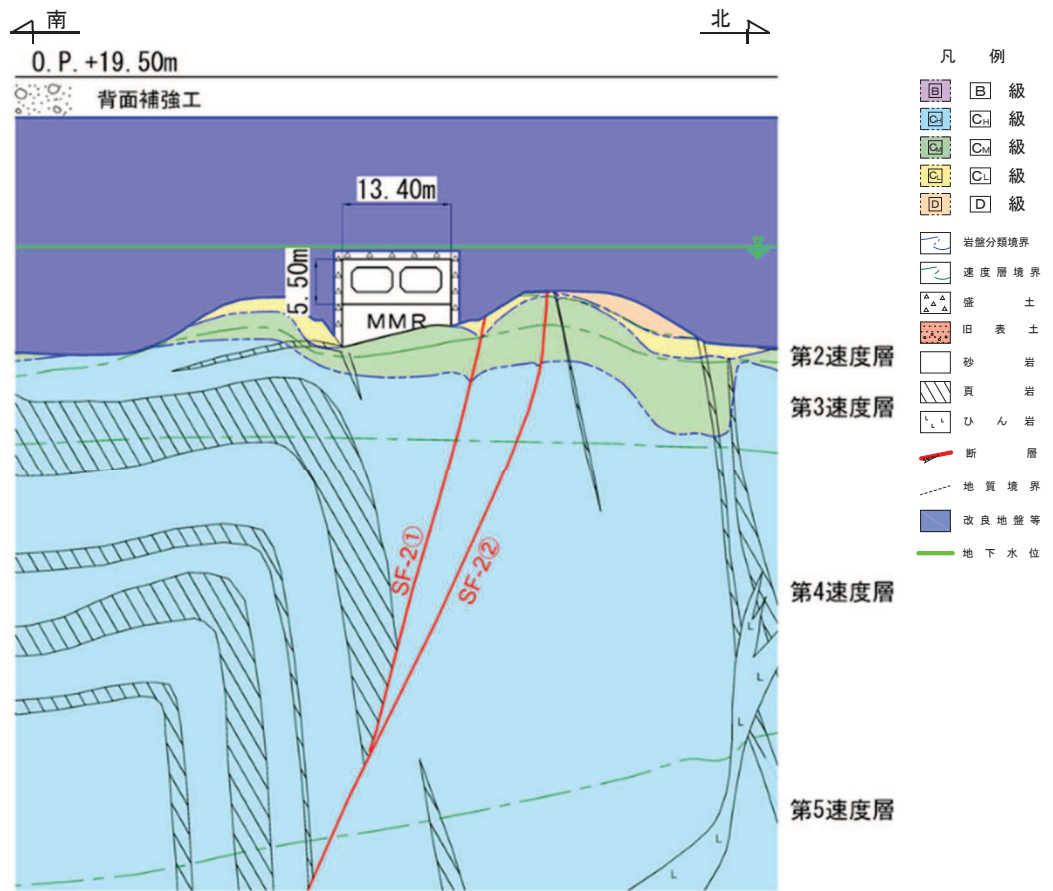 南
北
O.P.+19.50m
背面補強工
13.40m
5.50m
MMR
SF-2①
SF-2②
第2速度層
第3速度層
第4速度層
第5速度層
凡 例
B B 級
CH CH 級
CM CM 級
CL CL 級
D D 級
岩盤分類境界
速度層境界
盛 土
旧 表 土
砂 岩
頁 岩
ひ ん 岩
断 層
地 質 境 界
改 良 地 盤 等
地 下 水 位